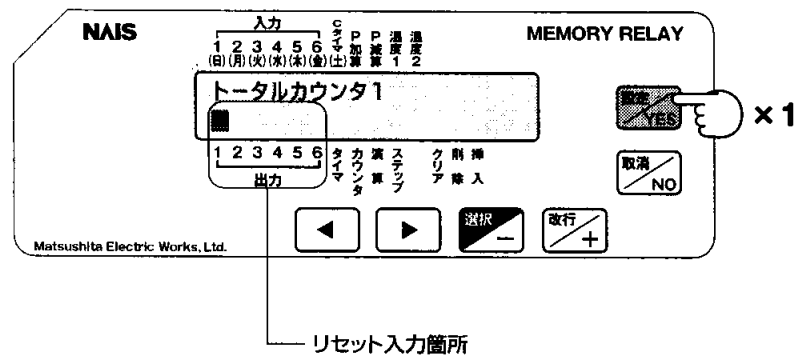 NAIS
MEMORY RELAY
入力
1 2 3 4 5 6
(日)(月)(火)(水)(木)(金)(土)
Cタイマ
P加算
P減算
温度1
温度2
トータルカウンタ1
1 2 3 4 5 6
出力
タイマ
カウンタ
演算
ステップ
クリア
削除
挿入
設定/YES
×1
取消/NO
◀
▶
選択/−
改行/+
Matsushita Electric Works, Ltd.
リセット入力箇所